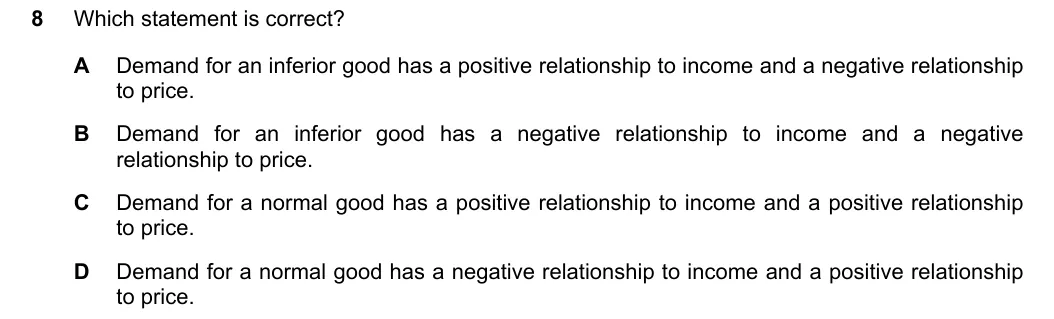 8 Which statement is correct?
A Demand for an inferior good has a positive relationship to income and a negative relationship
to price.
B Demand for an inferior good has a negative relationship to income and a negative
relationship to price.
C Demand for a normal good has a positive relationship to income and a positive relationship
to price.
D Demand for a normal good has a negative relationship to income and a positive relationship
to price.